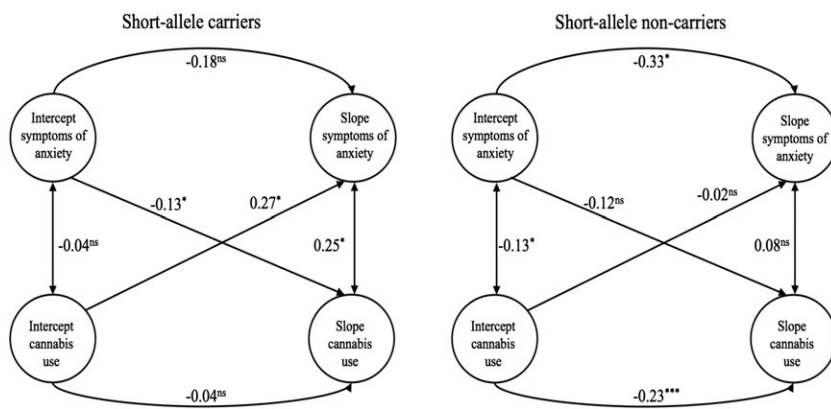 Short-allele carriers
-0.18ns
Intercept
symptoms of
anxiety
Slope
symptoms of
anxiety
-0.13*
0.27*
-0.04ns
0.25*
Intercept
cannabis
use
Slope
cannabis
use
-0.04ns
Short-allele non-carriers
-0.33*
Intercept
symptoms of
anxiety
Slope
symptoms of
anxiety
-0.12ns
-0.02ns
-0.13*
0.08ns
Intercept
cannabis
use
Slope
cannabis
use
-0.23***